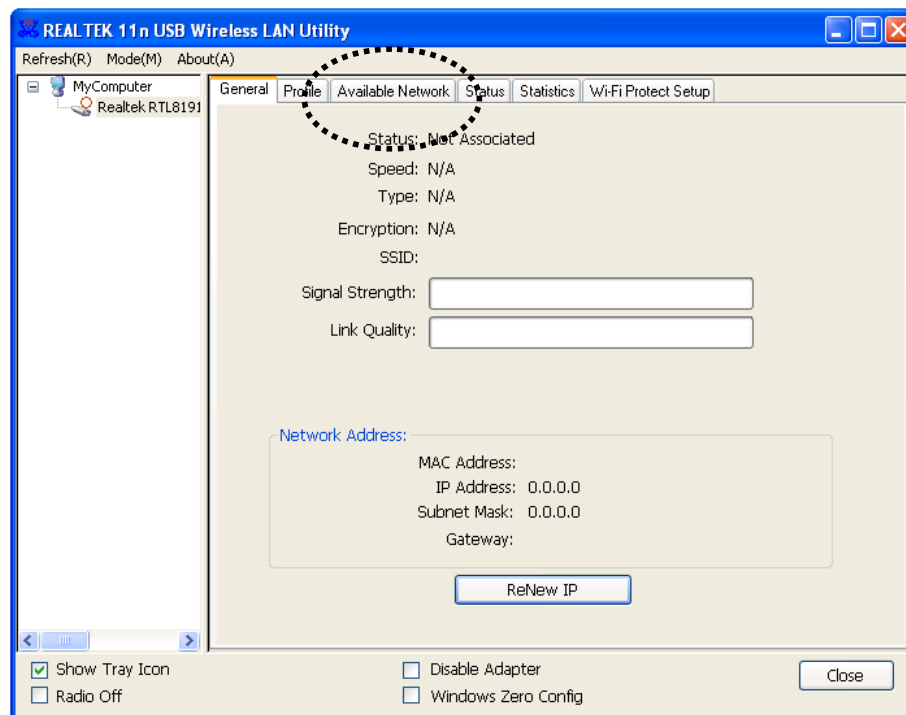 REALTEK 11n USB Wireless LAN Utility
Refresh(R) Mode(M) About(A)
MyComputer
Realtek RTL8191
General Profile Available Network Status Statistics Wi-Fi Protect Setup
Status: Not Associated
Speed: N/A
Type: N/A
Encryption: N/A
SSID:
Signal Strength:
Link Quality:
Network Address:
MAC Address:
IP Address: 0.0.0.0
Subnet Mask: 0.0.0.0
Gateway:
ReNew IP
Show Tray Icon Disable Adapter
Radio Off Windows Zero Config
Close